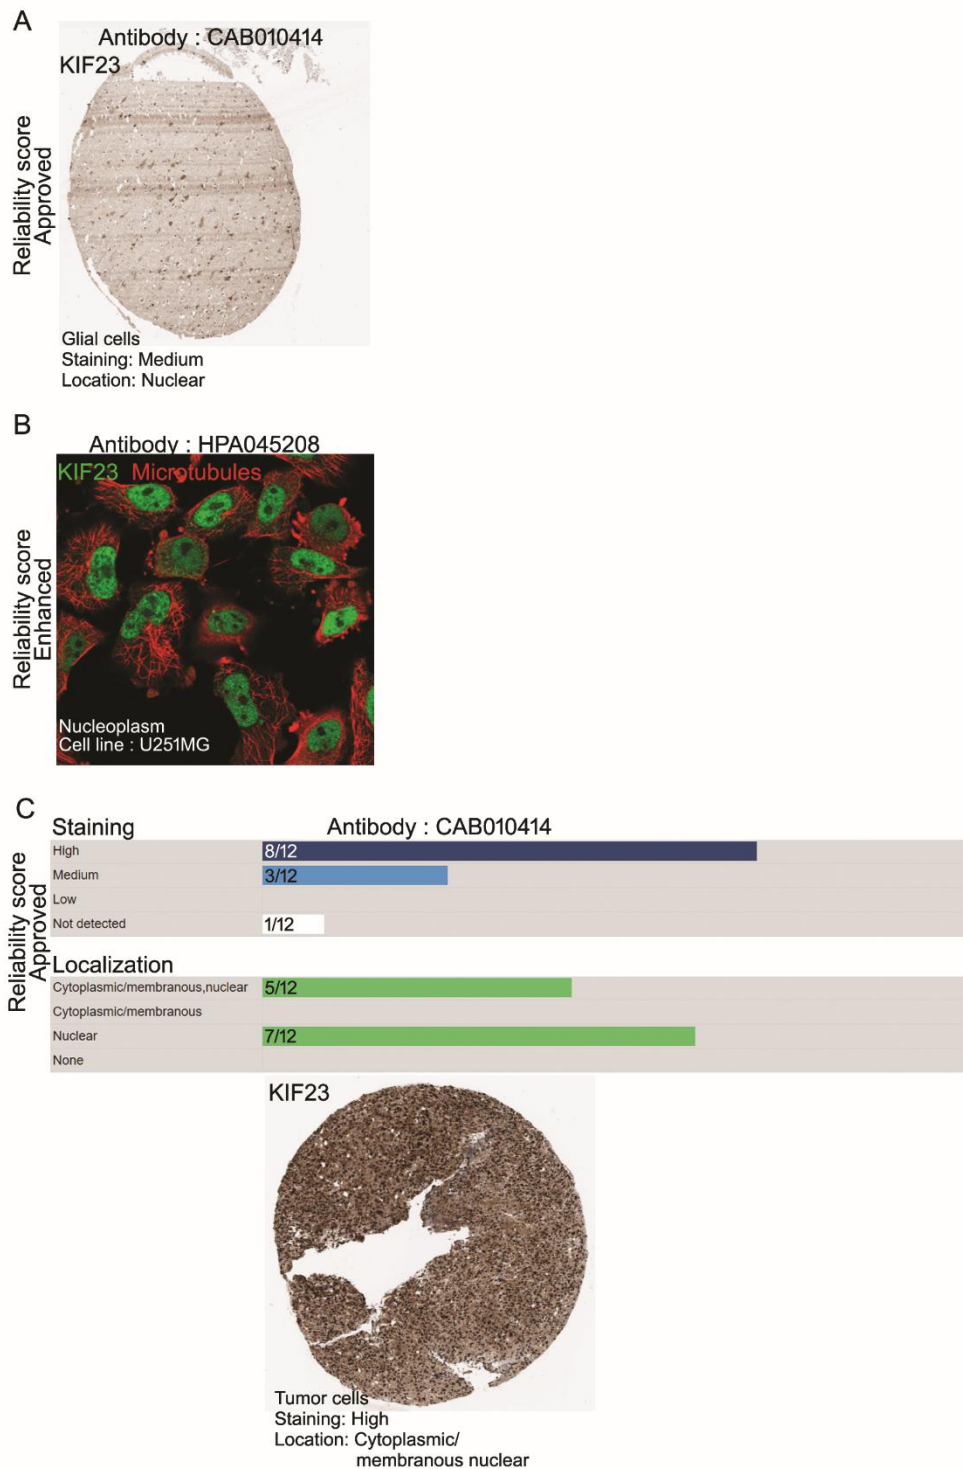 A
Antibody : CAB010414
KIF23
Reliability score
Approved
Glial cells
Staining: Medium
Location: Nuclear
B
Antibody : HPA045208
KIF23 Microtubules
Reliability score
Enhanced
Nucleoplasm
Cell line : U251MG
C
Staining Antibody : CAB010414
Reliability score
Approved
High 8/12
Medium 3/12
Low
Not detected 1/12
Localization
Cytoplasmic/membranous,nuclear 5/12
Cytoplasmic/membranous
Nuclear 7/12
None
KIF23
Tumor cells
Staining: High
Location: Cytoplasmic/
membranous nuclear